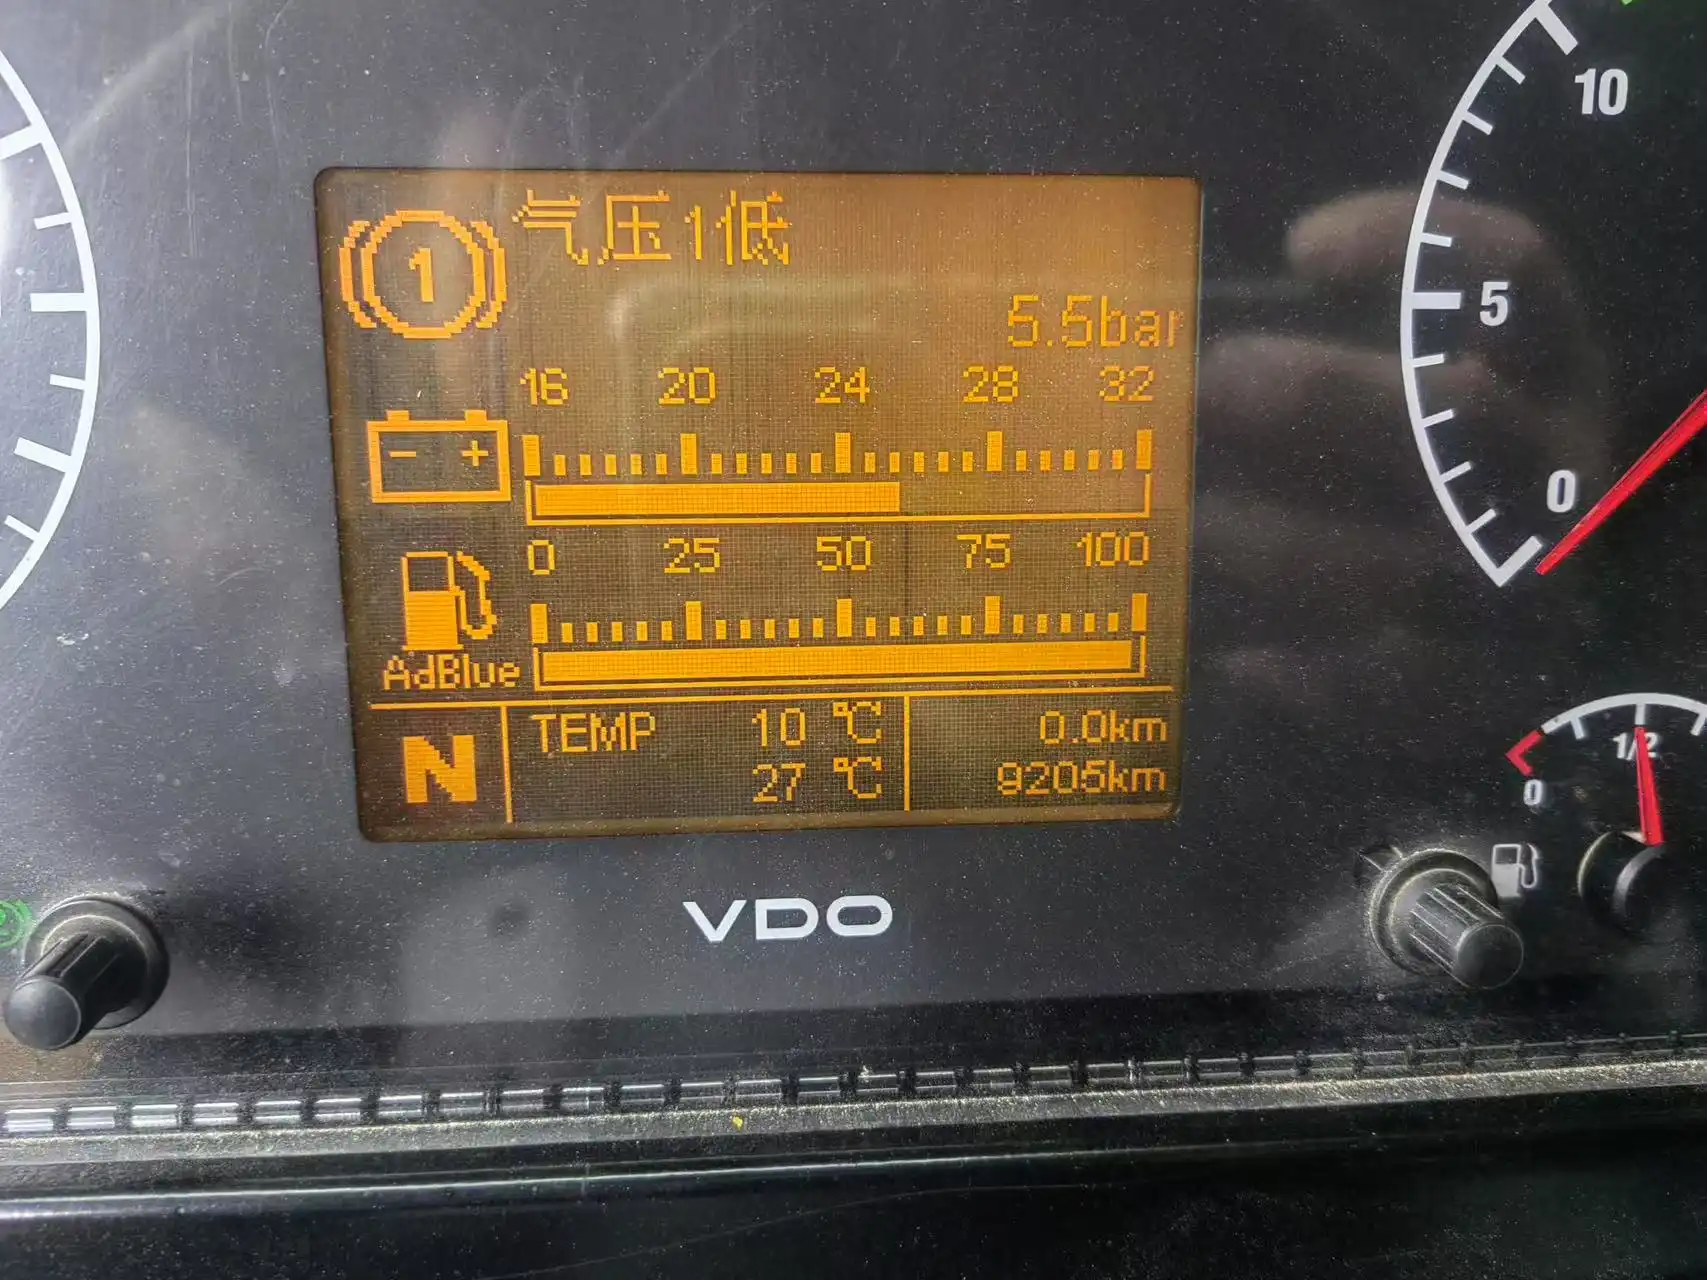 气压1低
1
5.5bar
16 20 24 28 32
- +
0 25 50 75 100
AdBlue
N
TEMP 10 ℃
27 ℃
0.0km
9205km
VDO
10
5
0
1/2
0